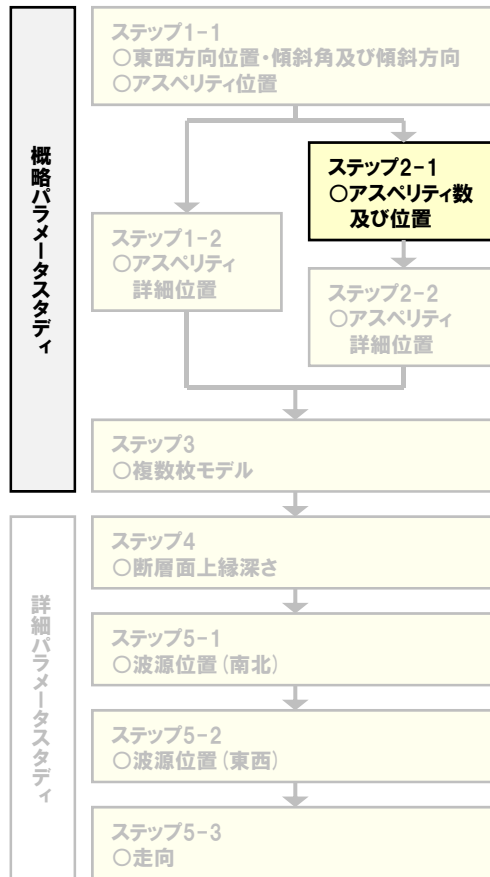 概略パラメータスタディ
ステップ1-1
○東西方向位置・傾斜角及び傾斜方向
○アスペリティ位置
ステップ2-1
○アスペリティ数
及び位置
ステップ1-2
○アスペリティ
詳細位置
ステップ2-2
○アスペリティ
詳細位置
ステップ3
○複数枚モデル
詳細パラメータスタディ
ステップ4
○断層面上縁深さ
ステップ5-1
○波源位置(南北)
ステップ5-2
○波源位置(東西)
ステップ5-3
○走向